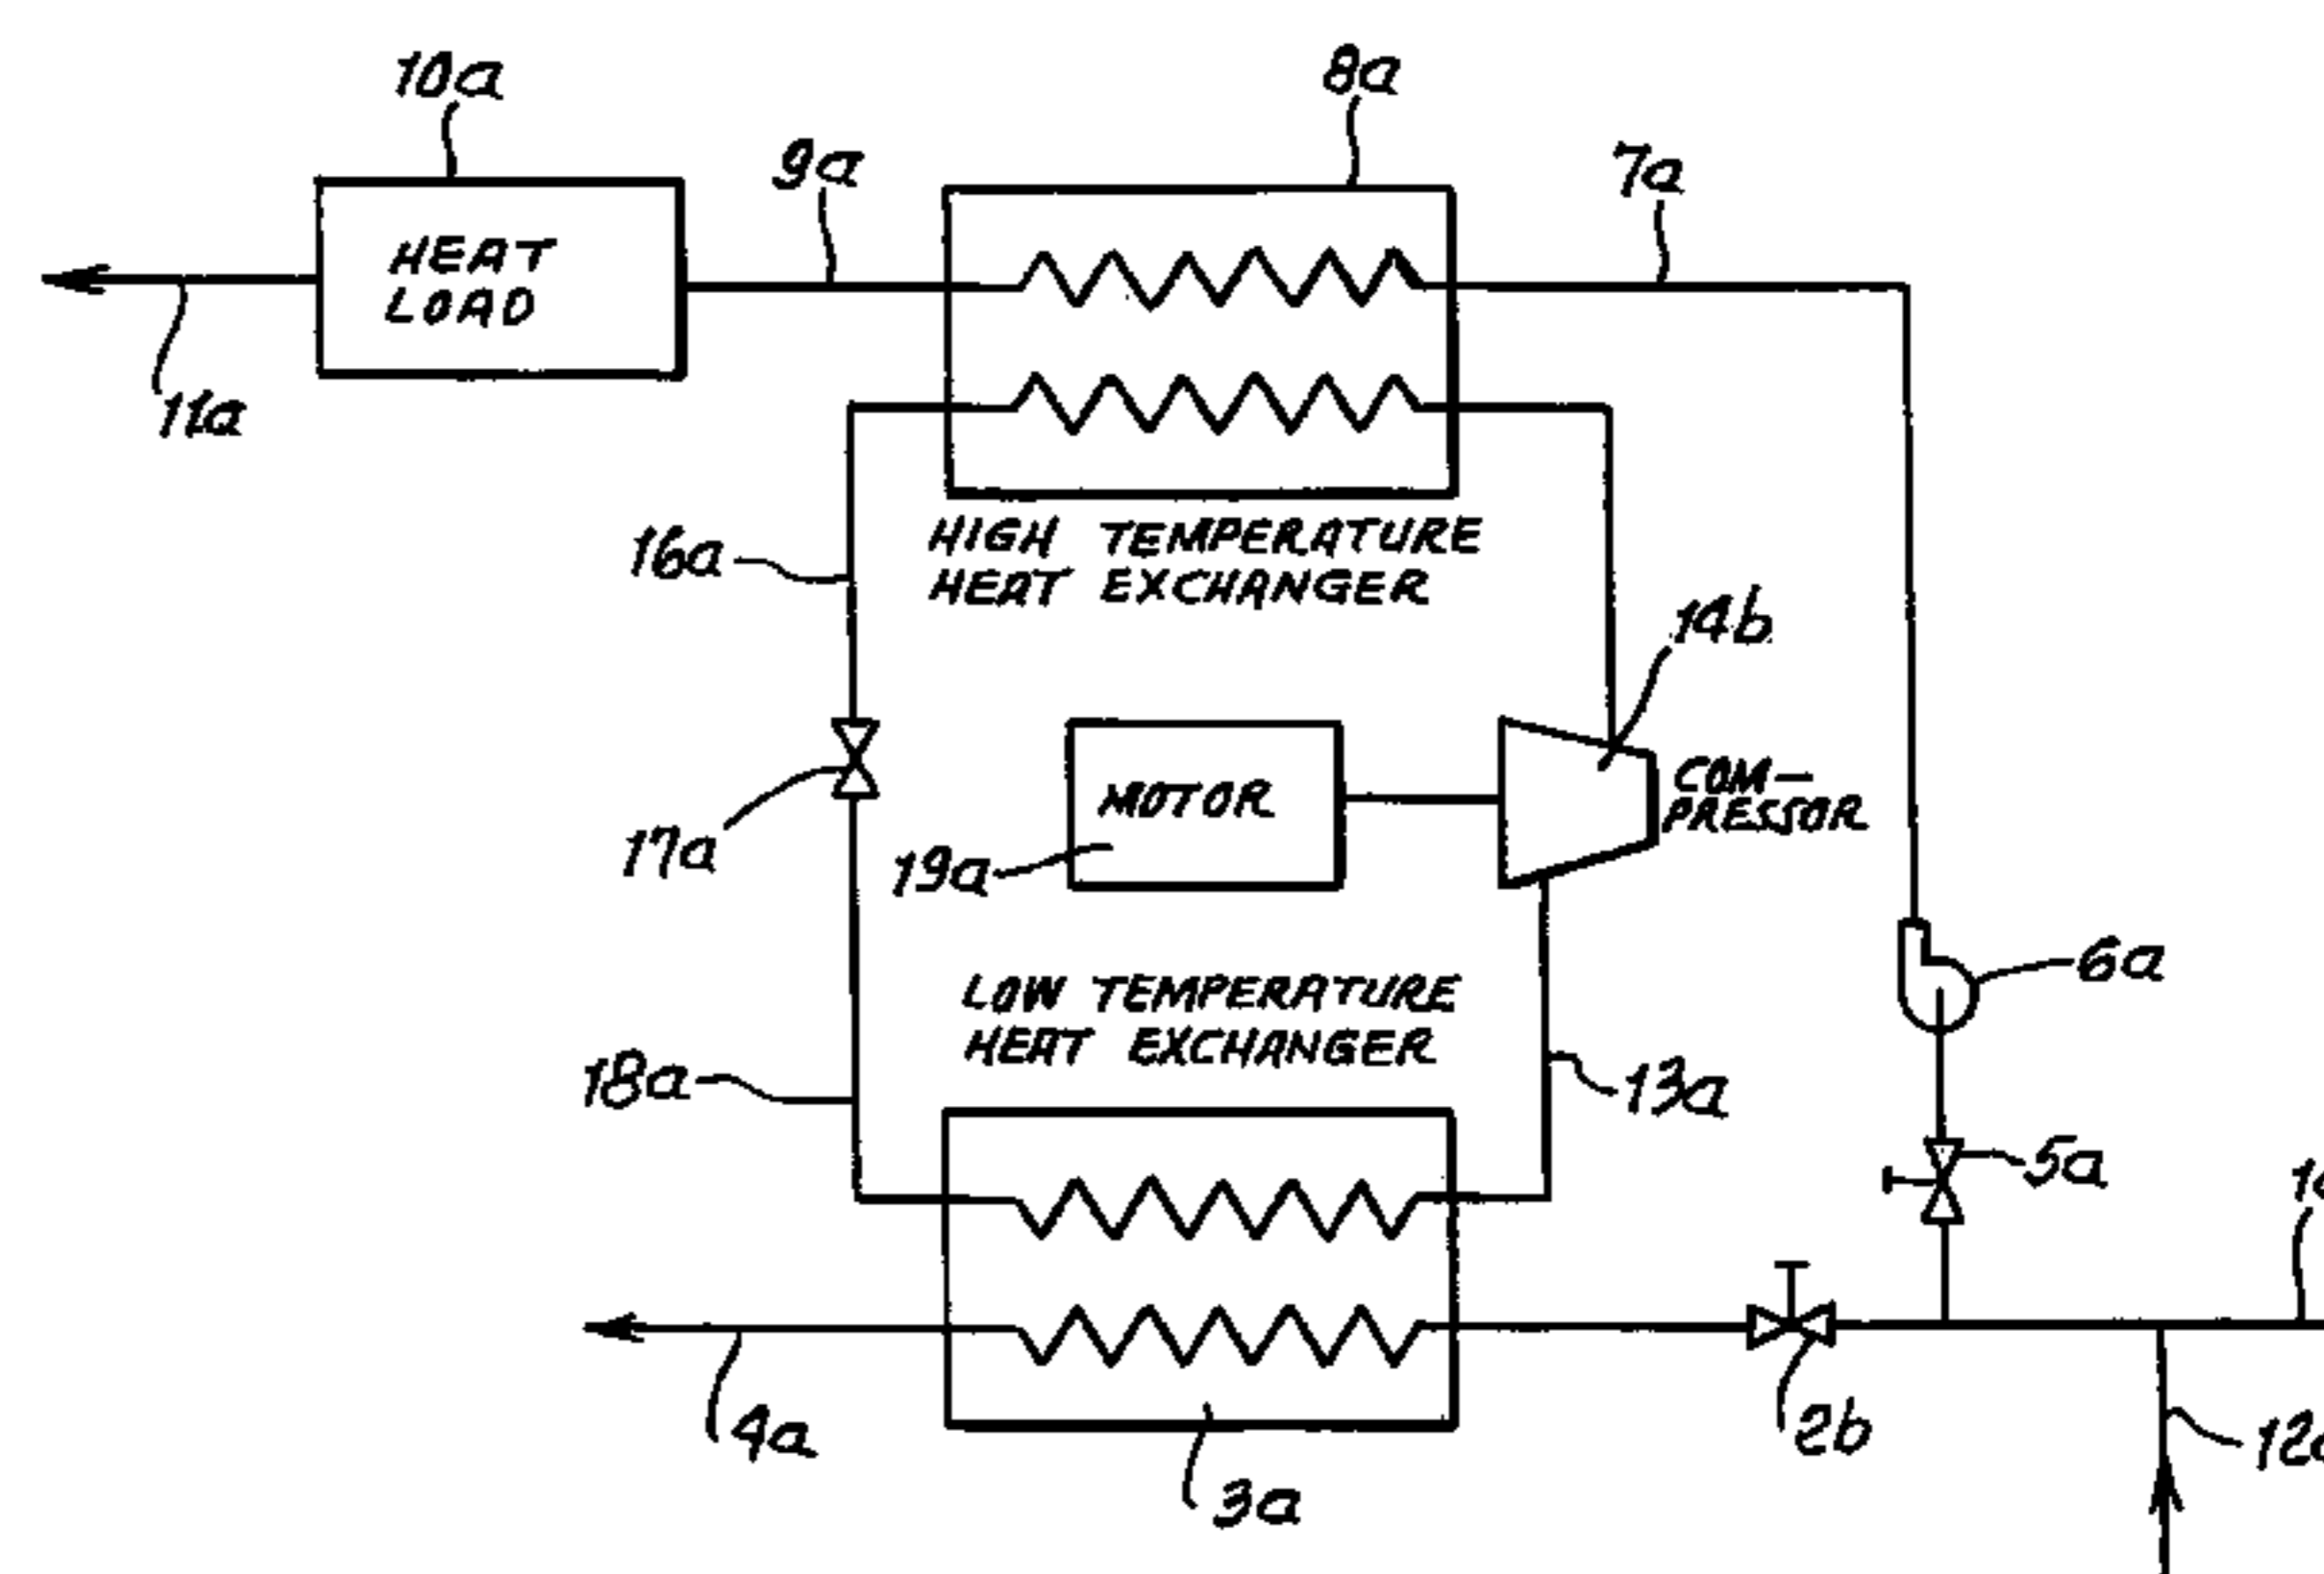 10a
8a
9a
7a
HEAT
LOAD
11a
HIGH TEMPERATURE
HEAT EXCHANGER
16a
14b
MOTOR
COM-
PRESSOR
17a
19a
6a
LOW TEMPERATURE
HEAT EXCHANGER
18a
13a
5a
2b
4a
3a